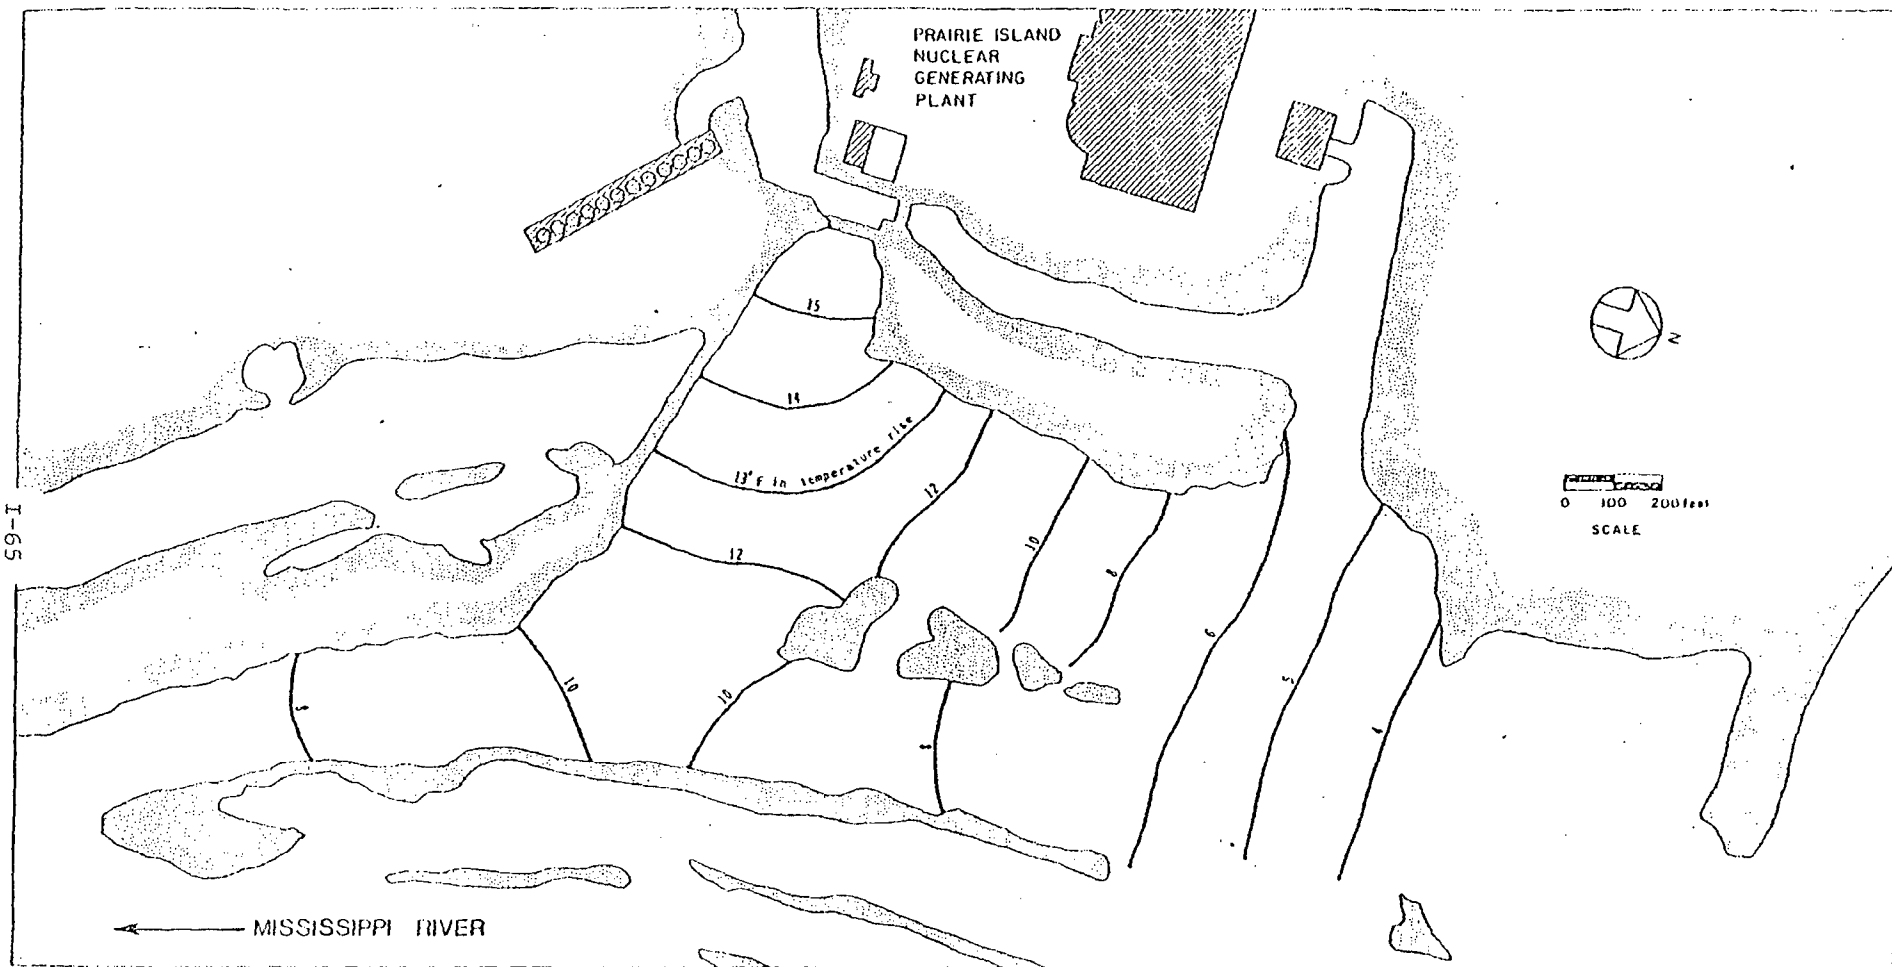 PRAIRIE ISLAND
NUCLEAR
GENERATING
PLANT
15
14
13°F in temperature rise
12
12
10
8
6
5
4
10
10
8
N
0 100 200 feet
SCALE
I-65
MISSISSIPPI RIVER